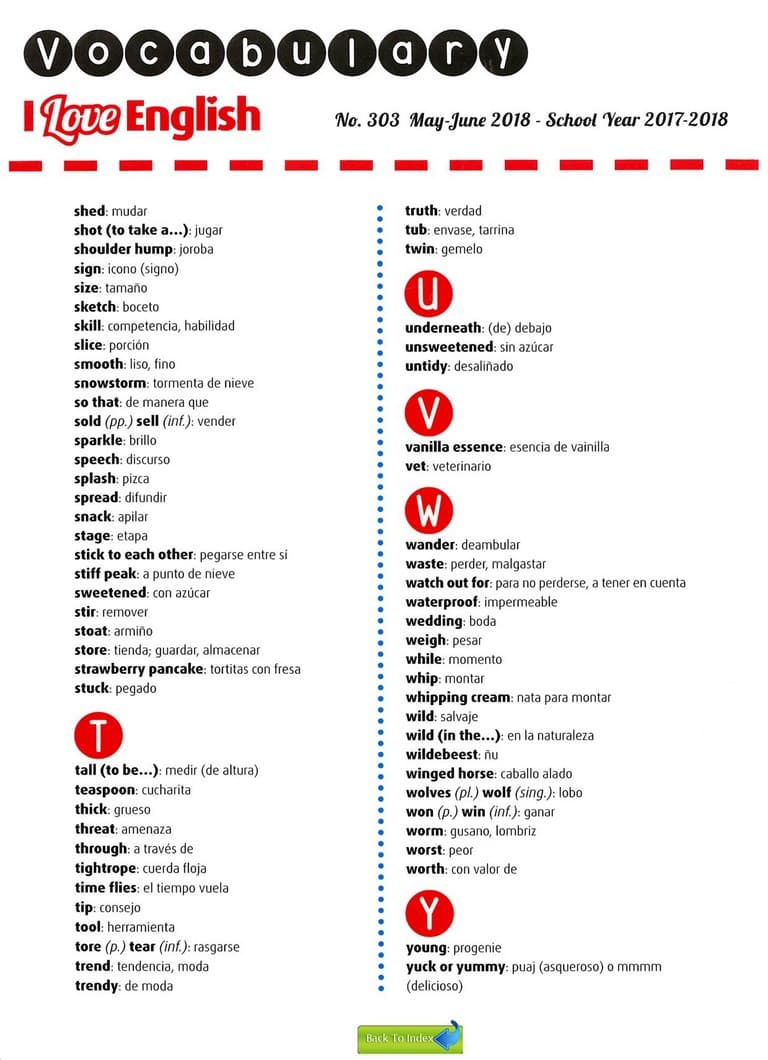 Vocabulary
I Love English
No. 303 May-June 2018 - School Year 2017-2018
shed: mudar
shot (to take a...): jugar
shoulder hump: joroba
sign: icono (signo)
size: tamaño
sketch: boceto
skill: competencia, habilidad
slice: porción
smooth: liso, fino
snowstorm: tormenta de nieve
so that: de manera que
sold (pp.) sell (inf.): vender
sparkle: brillo
speech: discurso
splash: pizca
spread: difundir
snack: apilar
stage: etapa
stick to each other: pegarse entre sí
stiff peak: a punto de nieve
sweetened: con azúcar
stir: remover
stoat: armiño
store: tienda; guardar, almacenar
strawberry pancake: tortitas con fresa
stuck: pegado
T
tall (to be...): medir (de altura)
teaspoon: cucharita
thick: grueso
threat: amenaza
through: a través de
tightrope: cuerda floja
time flies: el tiempo vuela
tip: consejo
tool: herramienta
tore (p.) tear (inf.): rasgarse
trend: tendencia, moda
trendy: de moda
truth: verdad
tub: envase, tarrina
twin: gemelo
U
underneath: (de) debajo
unsweetened: sin azúcar
untidy: desaliñado
V
vanilla essence: esencia de vainilla
vet: veterinario
W
wander: deambular
waste: perder, malgastar
watch out for: para no perderse, a tener en cuenta
waterproof: impermeable
wedding: boda
weigh: pesar
while: momento
whip: montar
whipping cream: nata para montar
wild: salvaje
wild (in the...): en la naturaleza
wildebeest: ñu
winged horse: caballo alado
wolves (pl.) wolf (sing.): lobo
won (p.) win (inf.): ganar
worm: gusano, lombriz
worst: peor
worth: con valor de
Y
young: progenie
yuck or yummy: puaj (asqueroso) o mmmm
(delicioso)
Back To Index